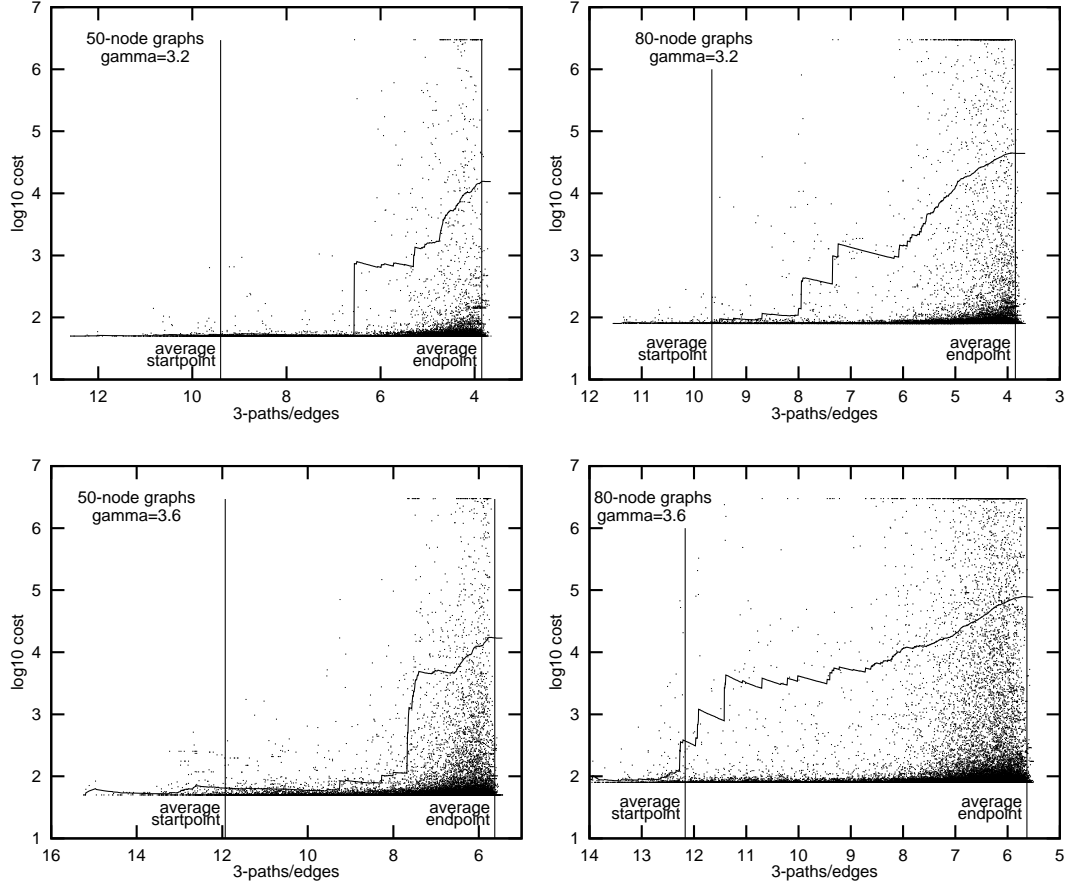 7
6
5
4
3
2
1
log10 cost
50-node graphs
gamma=3.2
average
startpoint
average
endpoint
12
10
8
6
4
3-paths/edges
7
6
5
4
3
2
1
log10 cost
80-node graphs
gamma=3.2
average
startpoint
average
endpoint
12
11
10
9
8
7
6
5
4
3
3-paths/edges
7
6
5
4
3
2
1
log10 cost
50-node graphs
gamma=3.6
average
startpoint
average
endpoint
16
14
12
10
8
6
3-paths/edges
7
6
5
4
3
2
1
log10 cost
80-node graphs
gamma=3.6
average
startpoint
average
endpoint
14
13
12
11
10
9
8
7
6
5
3-paths/edges